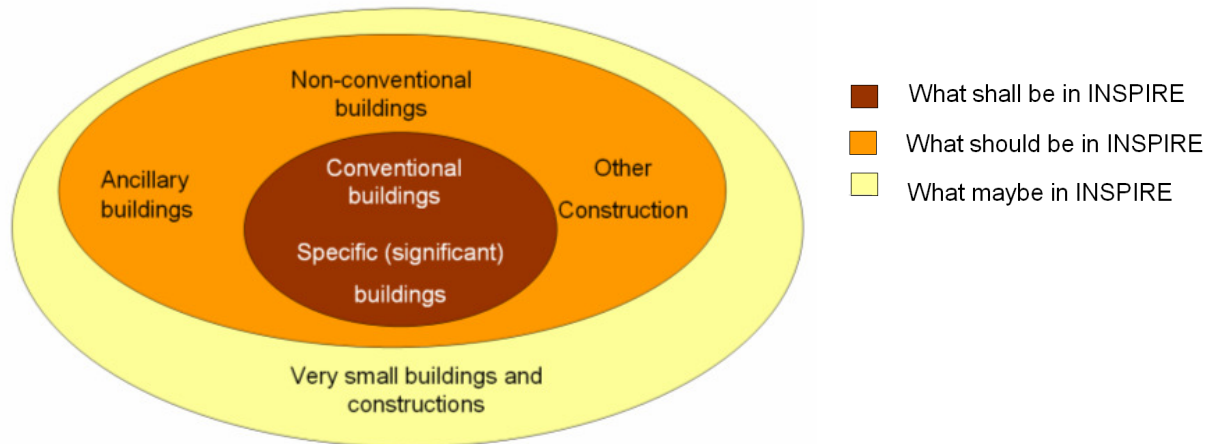 Non-conventional
buildings
Ancillary
buildings
Conventional
buildings
Specific (significant)
buildings
Other
Construction
Very small buildings and
constructions
What shall be in INSPIRE
What should be in INSPIRE
What maybe in INSPIRE